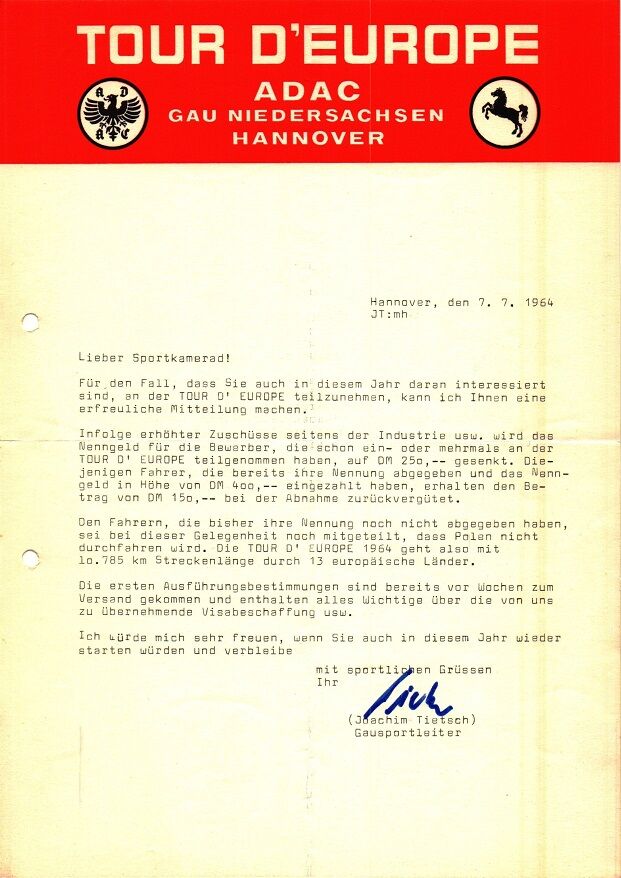 TOUR D'EUROPE
ADAC
GAU NIEDERSACHSEN
HANNOVER
A D
A C
Hannover, den 7. 7. 1964
JT:mh
Lieber Sportkamerad!
Für den Fall, dass Sie auch in diesem Jahr daran interessiert
sind, an der TOUR D' EUROPE teilzunehmen, kann ich Ihnen eine
erfreuliche Mitteilung machen.
Infolge erhöhter Zuschüsse seitens der Industrie usw. wird das
Nenngeld für die Bewerber, die schon ein- oder mehrmals an der
TOUR D' EUROPE teilgenommen haben, auf DM 25o,-- gesenkt. Die-
jenigen Fahrer, die bereits ihre Nennung abgegeben und das Nenn-
geld in Höhe von DM 4oo,-- eingezahlt haben, erhalten den Be-
trag von DM 15o,-- bei der Abnahme zurückvergütet.
Den Fahrern, die bisher ihre Nennung noch nicht abgegeben haben,
sei bei dieser Gelegenheit noch mitgeteilt, dass Polen nicht
durchfahren wird. Die TOUR D' EUROPE 1964 geht also mit
lo.785 km Streckenlänge durch 13 europäische Länder.
Die ersten Ausführungsbestimmungen sind bereits vor Wochen zum
Versand gekommen und enthalten alles Wichtige über die von uns
zu übernehmende Visabeschaffung usw.
Ich würde mich sehr freuen, wenn Sie auch in diesem Jahr wieder
starten würden und verbleibe
mit sportlichen Grüssen
Ihr
(Joachim Tietsch)
Gausportleiter